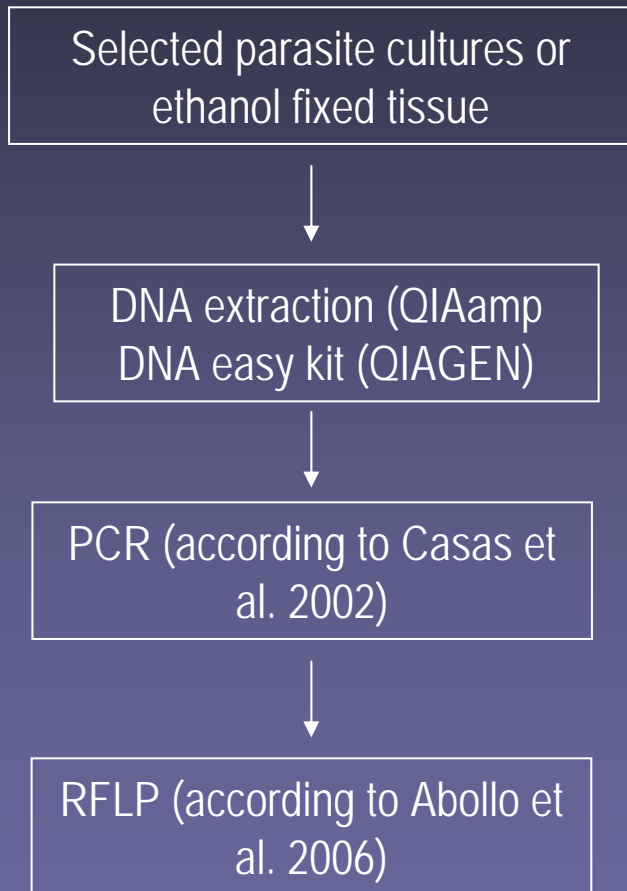 Selected parasite cultures or
ethanol fixed tissue
DNA extraction (QIAamp
DNA easy kit (QIAGEN)
PCR (according to Casas et
al. 2002)
RFLP (according to Abollo et
al. 2006)